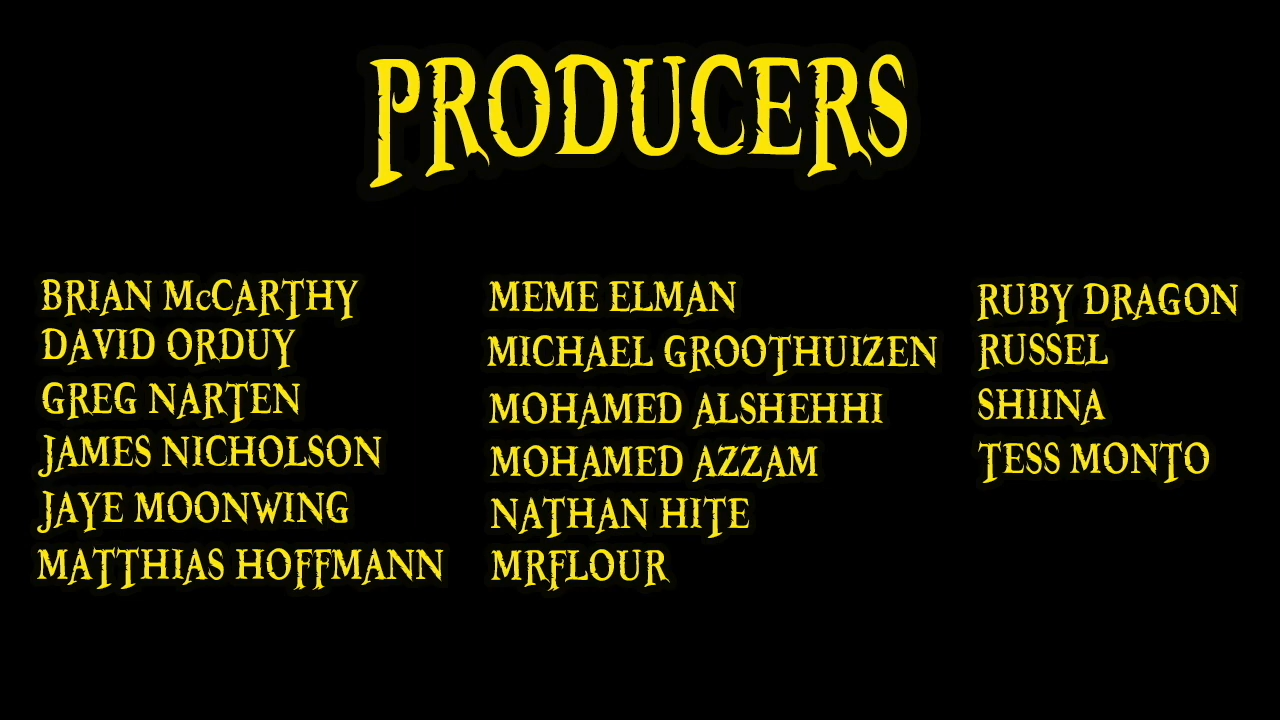 PRODUCERS
BRIAN McCARTHY
DAVID ORDUY
GREG NARTEN
JAMES NICHOLSON
JAYE MOONWING
MATTHIAS HOFFMANN
MEME ELMAN
MICHAEL GROOTHUIZEN
MOHAMED ALSHEHHI
MOHAMED AZZAM
NATHAN HITE
MRFLOUR
RUBY DRAGON
RUSSEL
SHIINA
TESS MONTO